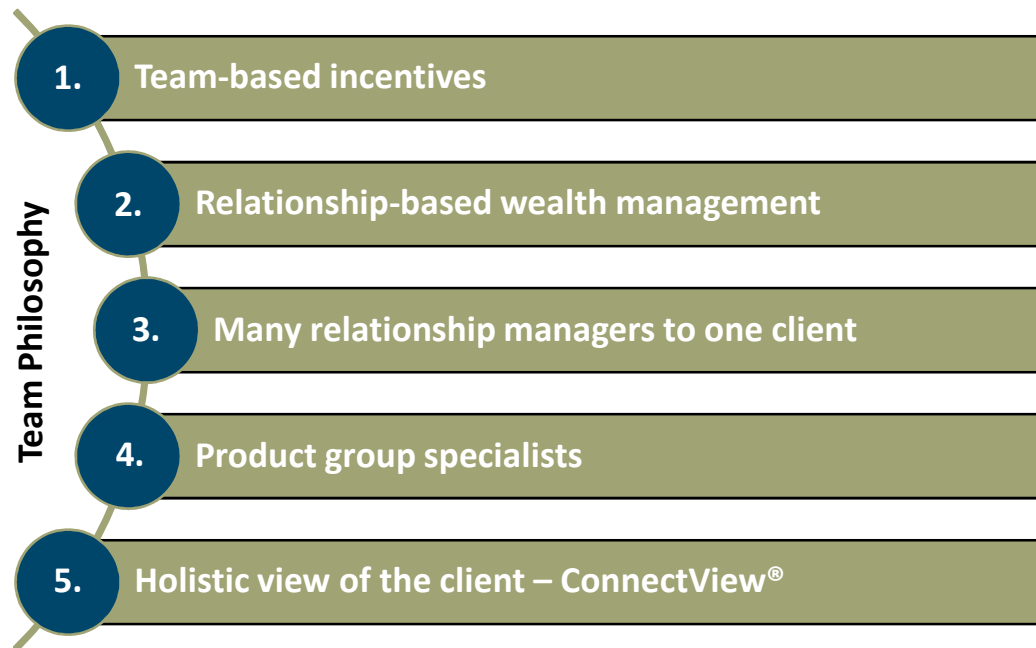 Team Philosophy
1. Team-based incentives
2. Relationship-based wealth management
3. Many relationship managers to one client
4. Product group specialists
5. Holistic view of the client – ConnectView®